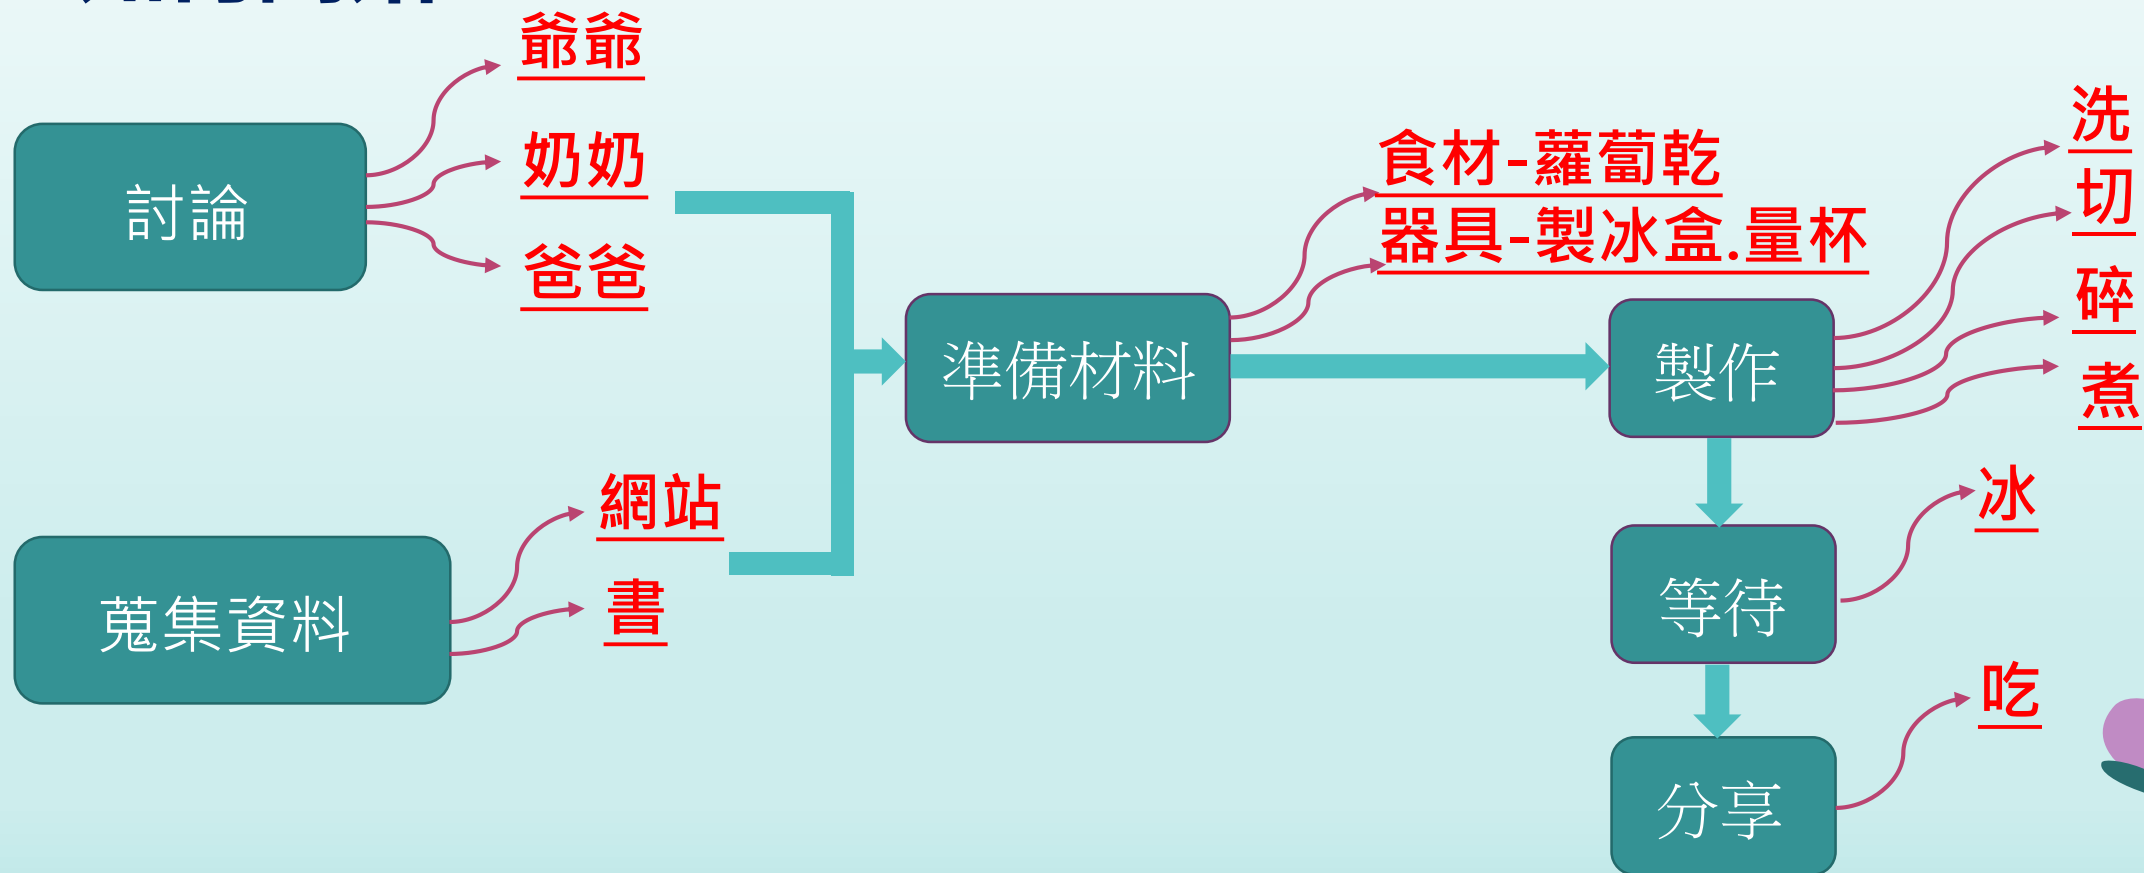 討論
爺爺
奶奶
爸爸
蒐集資料
網站
書
準備材料
食材-蘿蔔乾
器具-製冰盒.量杯
製作
洗
切
碎
煮
等待
冰
分享
吃